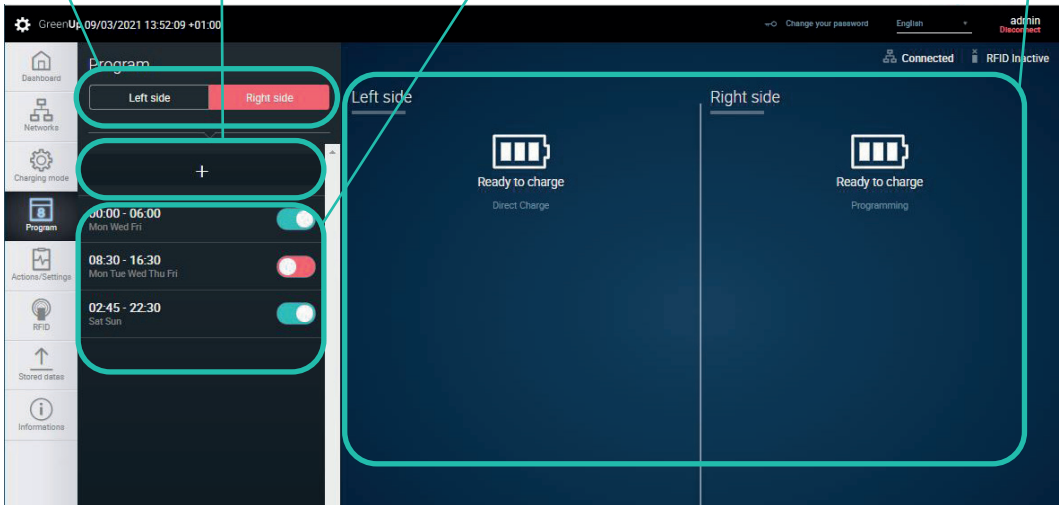 GreenUp 09/03/2021 13:52:09 +01:00
Change your password
English
admin
Disconnect
Connected
RFID Inactive
Dashboard
Networks
Charging mode
8
Program
Actions/Settings
RFID
Stored datas
Informations
Program
Left side
Right side
+
00:00 - 06:00
Mon Wed Fri
08:30 - 16:30
Mon Tue Wed Thu Fri
02:45 - 22:30
Sat Sun
Left side
Ready to charge
Direct Charge
Right side
Ready to charge
Programming